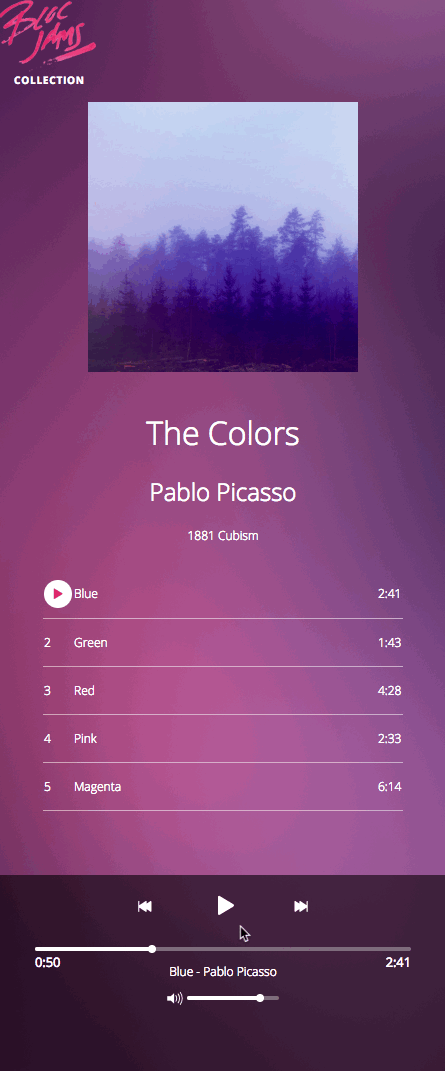 BLOC
JAMS
COLLECTION
The Colors
Pablo Picasso
1881 Cubism
Blue 2:41
2 Green 1:43
3 Red 4:28
4 Pink 2:33
5 Magenta 6:14
0:50 2:41
Blue - Pablo Picasso